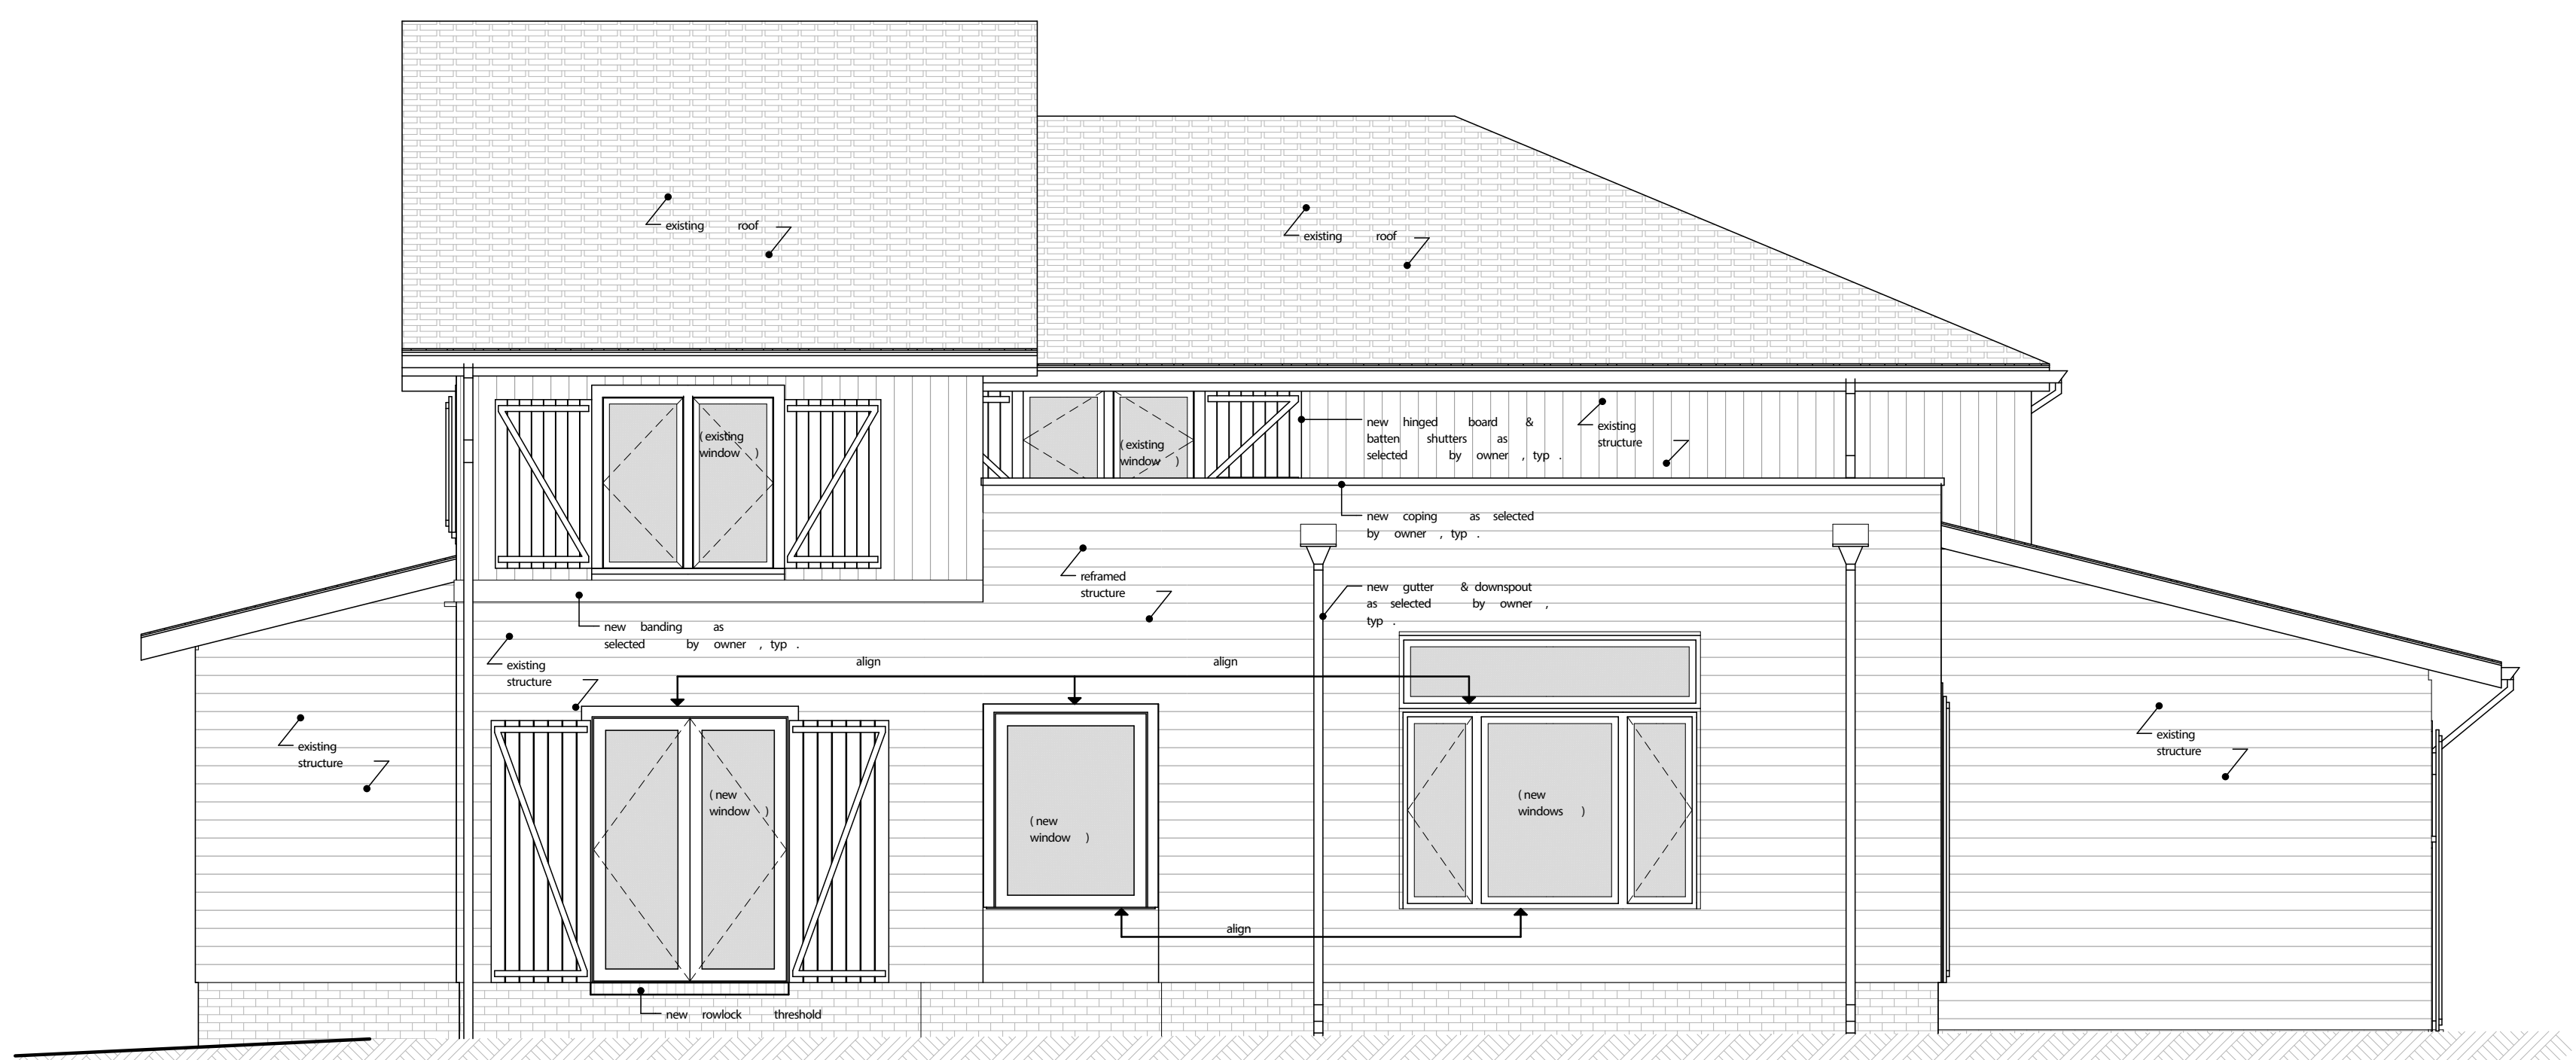 existing roof
existing roof
(existing
window)
(existing
window)
new hinged board &
batten shutters as
selected by owner, typ.
existing
structure
new coping as selected
by owner, typ.
reframed
structure
new gutter & downspout
as selected by owner,
typ.
new banding as
selected by owner, typ.
existing
structure
align
align
existing
structure
existing
structure
(new
window)
(new
window)
(new
windows)
align
new rowlock threshold